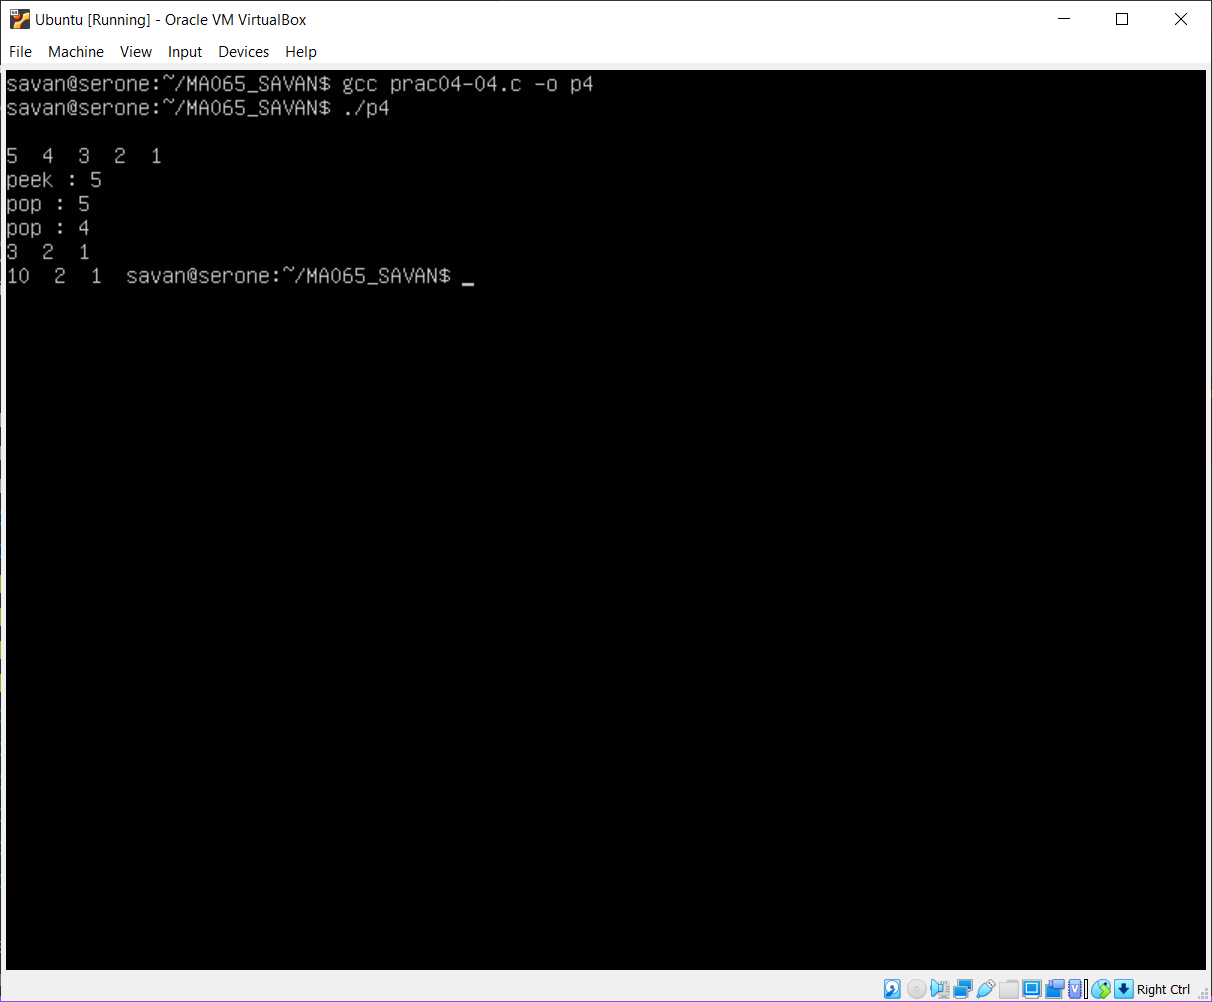 Ubuntu [Running] - Oracle VM VirtualBox
File Machine View Input Devices Help
savan@serone:~/MA065_SAVAN$ gcc prac04-04.c -o p4
savan@serone:~/MA065_SAVAN$ ./p4
5  4  3  2  1
peek : 5
pop : 5
pop : 4
3  2  1
10  2  1  savan@serone:~/MA065_SAVAN$ _
Right Ctrl